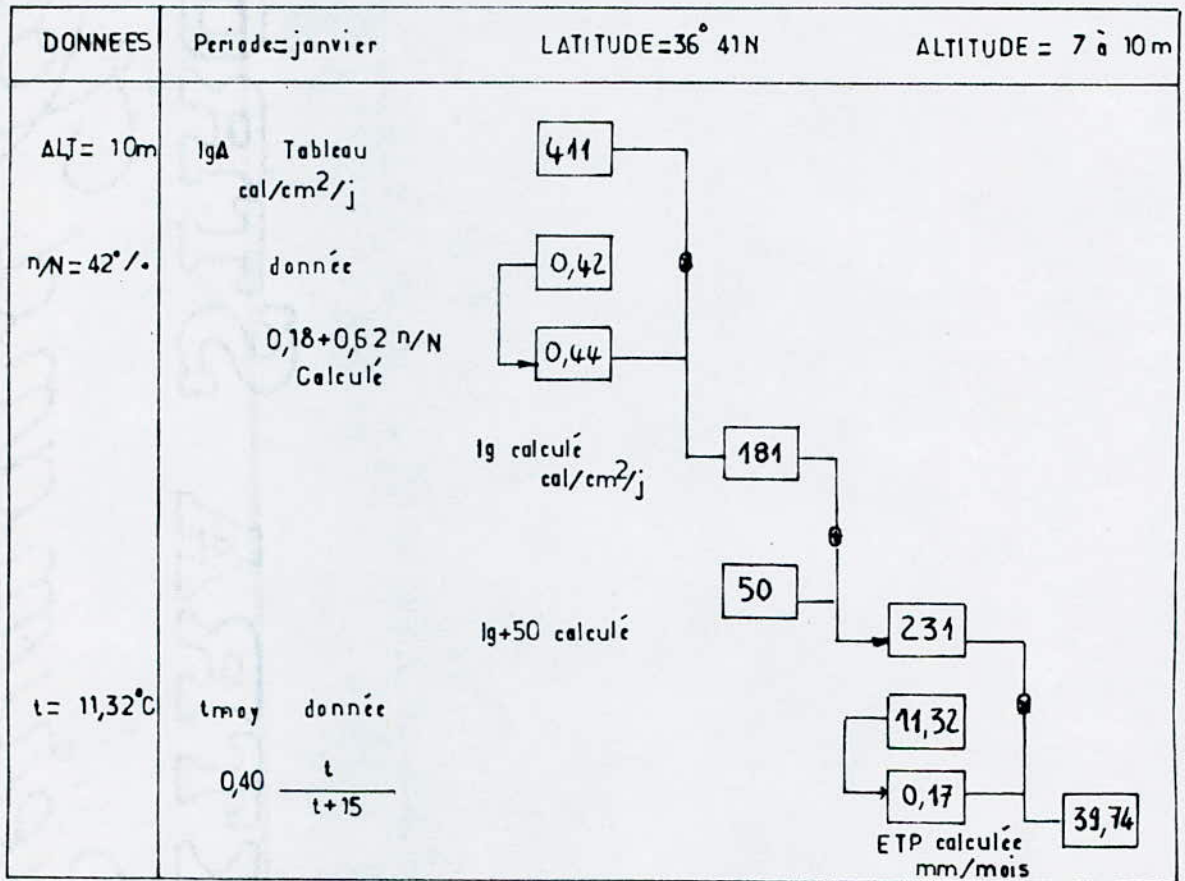 DONNEES Periode=janvier LATITUDE=36° 41N ALTITUDE = 7 à 10 m
ALT= 10m IgA Tableau 411
cal/cm²/j
n/N=42°/. donnée 0,42
0,18+0,62 n/N 0,44
Calculé
Ig calculé 181
cal/cm²/j
50
Ig+50 calculé 231
t= 11,32°C tmoy donnée 11,32
0,40 t
t+15
0,17
39,74
ETP calculée
mm/mois